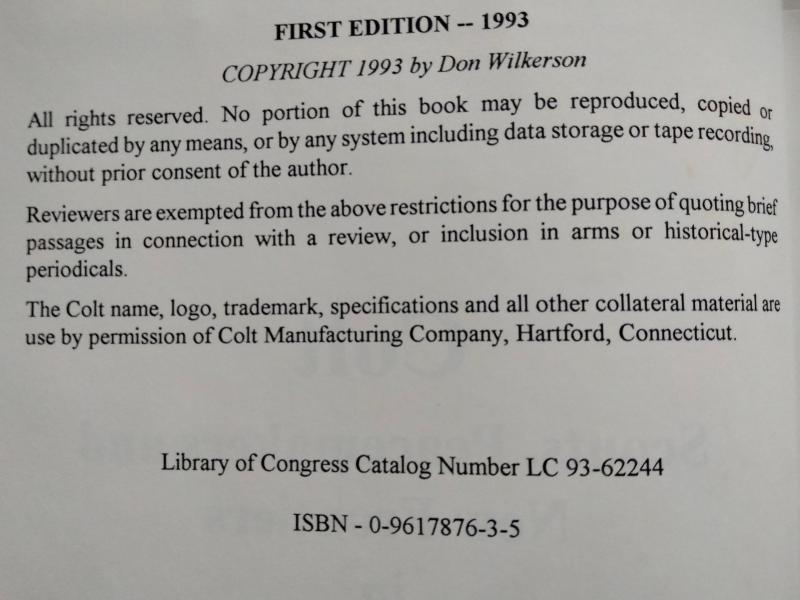 FIRST EDITION -- 1993
COPYRIGHT 1993 by Don Wilkerson
All rights reserved. No portion of this book may be reproduced, copied or
duplicated by any means, or by any system including data storage or tape recording,
without prior consent of the author.
Reviewers are exempted from the above restrictions for the purpose of quoting brief
passages in connection with a review, or inclusion in arms or historical-type
periodicals.
The Colt name, logo, trademark, specifications and all other collateral material are
use by permission of Colt Manufacturing Company, Hartford, Connecticut.
Library of Congress Catalog Number LC 93-62244
ISBN - 0-9617876-3-5